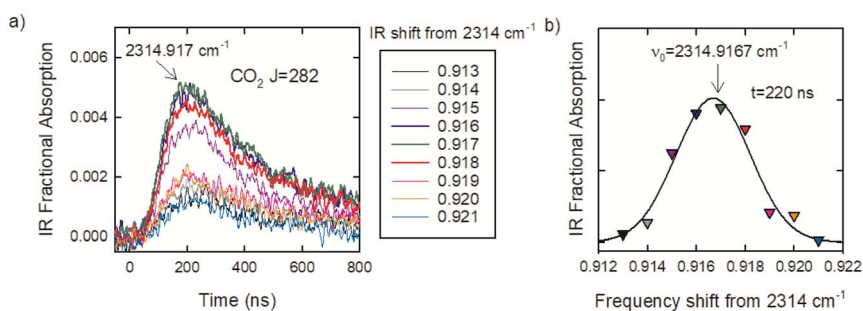 a)
IR Fractional Absorption
0.006
0.004
0.002
0.000
2314.917 cm⁻¹
CO₂ J=282
0
200
400
600
800
Time (ns)
IR shift from 2314 cm⁻¹
0.913
0.914
0.915
0.916
0.917
0.918
0.919
0.920
0.921
b)
IR Fractional Absorption
ν₀=2314.9167 cm⁻¹
t=220 ns
0.912
0.914
0.916
0.918
0.920
0.922
Frequency shift from 2314 cm⁻¹